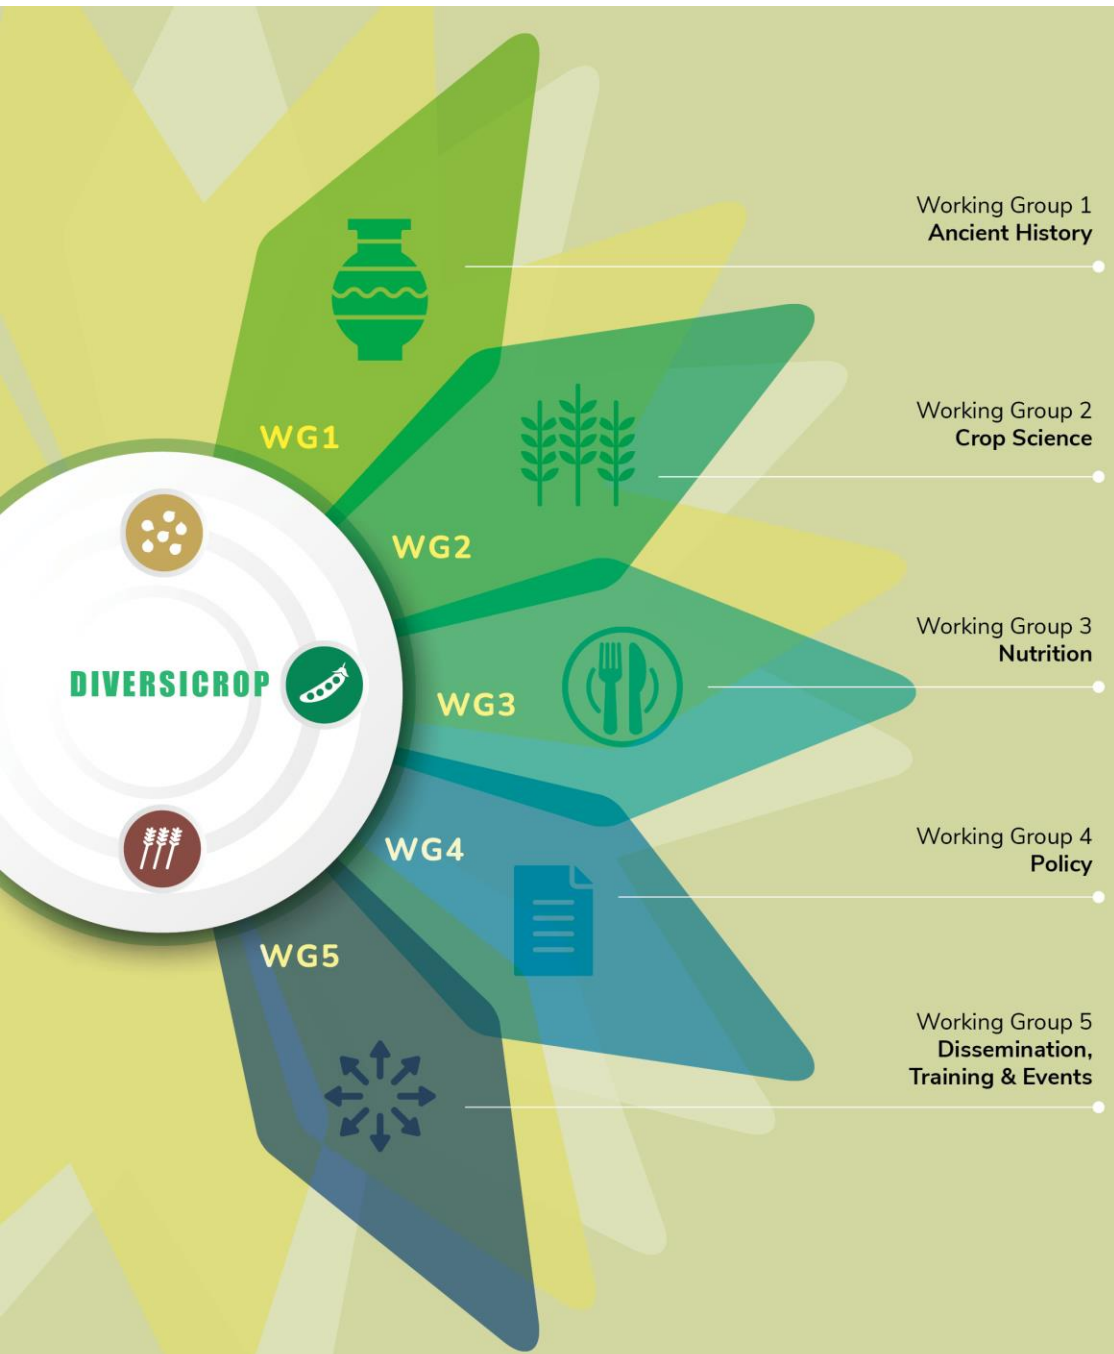 Working Group 1
Ancient History
WG1
Working Group 2
Crop Science
WG2
Working Group 3
Nutrition
DIVERSICROP
WG3
Working Group 4
Policy
WG4
WG5
Working Group 5
Dissemination,
Training & Events